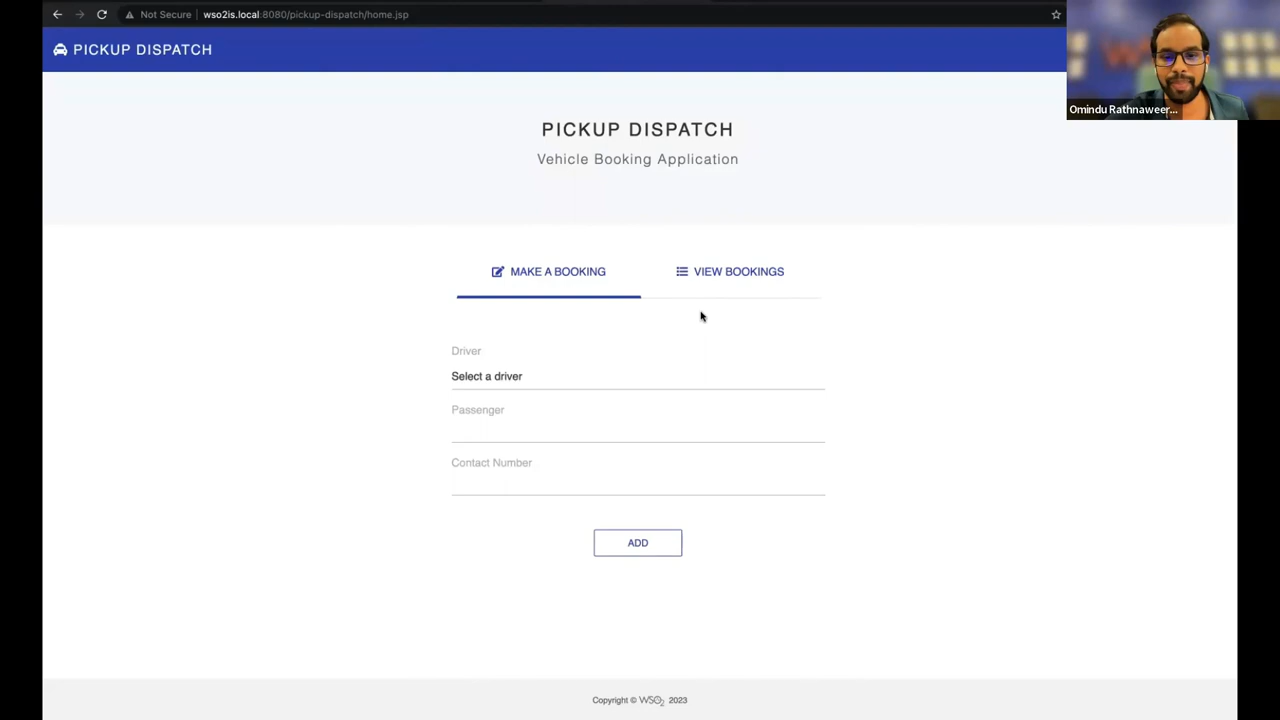 Not Secure wso2is.local:8080/pickup-dispatch/home.jsp
PICKUP DISPATCH
Omindu Rathnaweer...
PICKUP DISPATCH
Vehicle Booking Application
MAKE A BOOKING
VIEW BOOKINGS
Driver
Select a driver
Passenger
Contact Number
ADD
Copyright © WSO2 2023